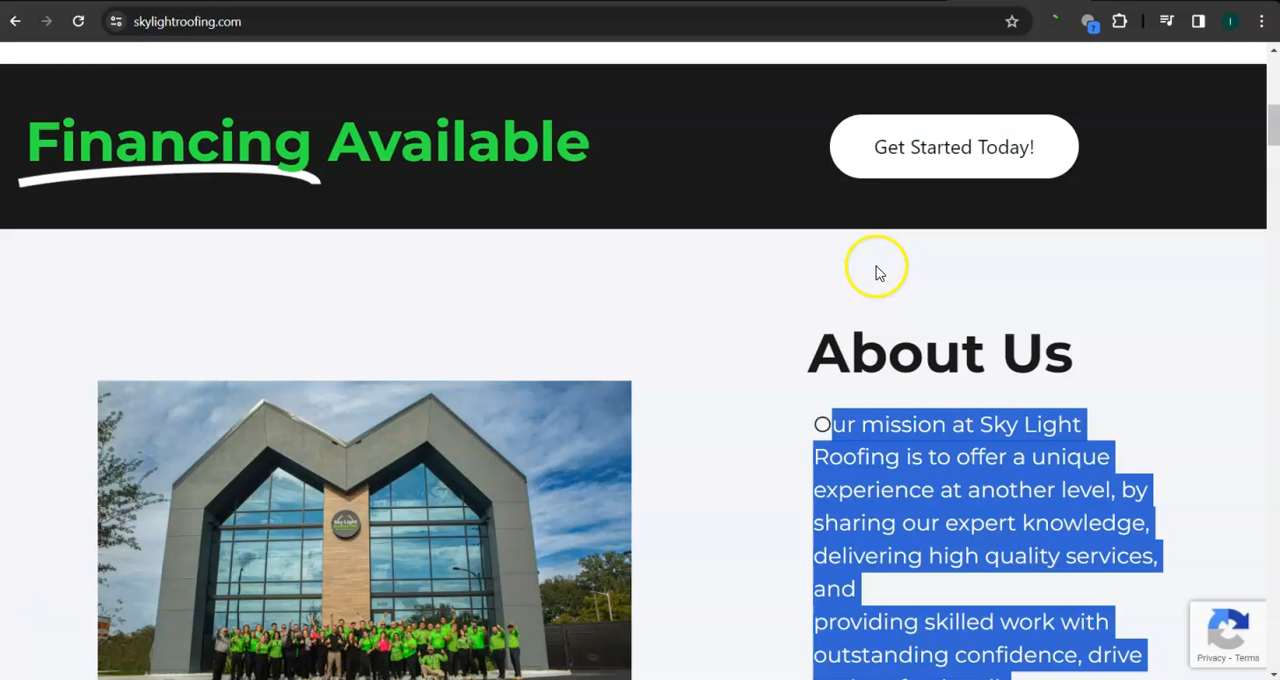 skylightroofing.com
Financing Available
Get Started Today!
About Us
Our mission at Sky Light
Roofing is to offer a unique
experience at another level, by
sharing our expert knowledge,
delivering high quality services,
and
providing skilled work with
outstanding confidence, drive
Sky Light
Privacy - Terms